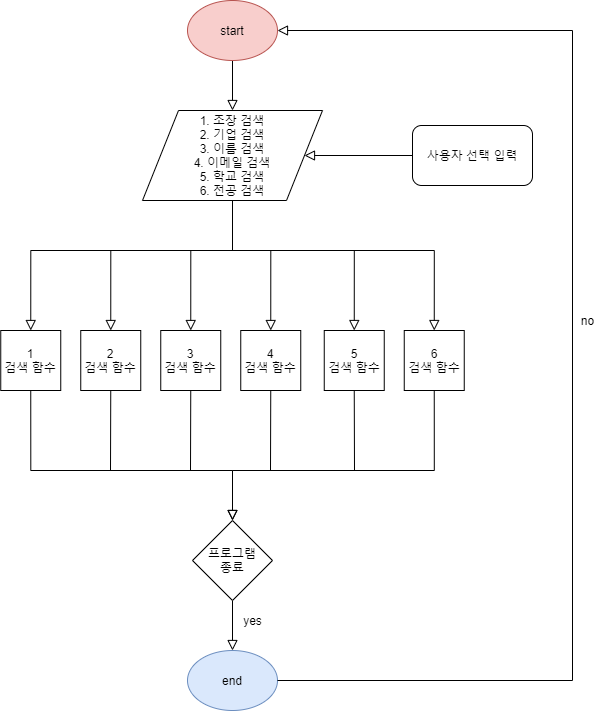 start
1. 조장 검색
2. 기업 검색
3. 이름 검색
4. 이메일 검색
5. 학교 검색
6. 전공 검색
사용자 선택 입력
no
1
검색 함수
2
검색 함수
3
검색 함수
4
검색 함수
5
검색 함수
6
검색 함수
프로그램
종료
yes
end